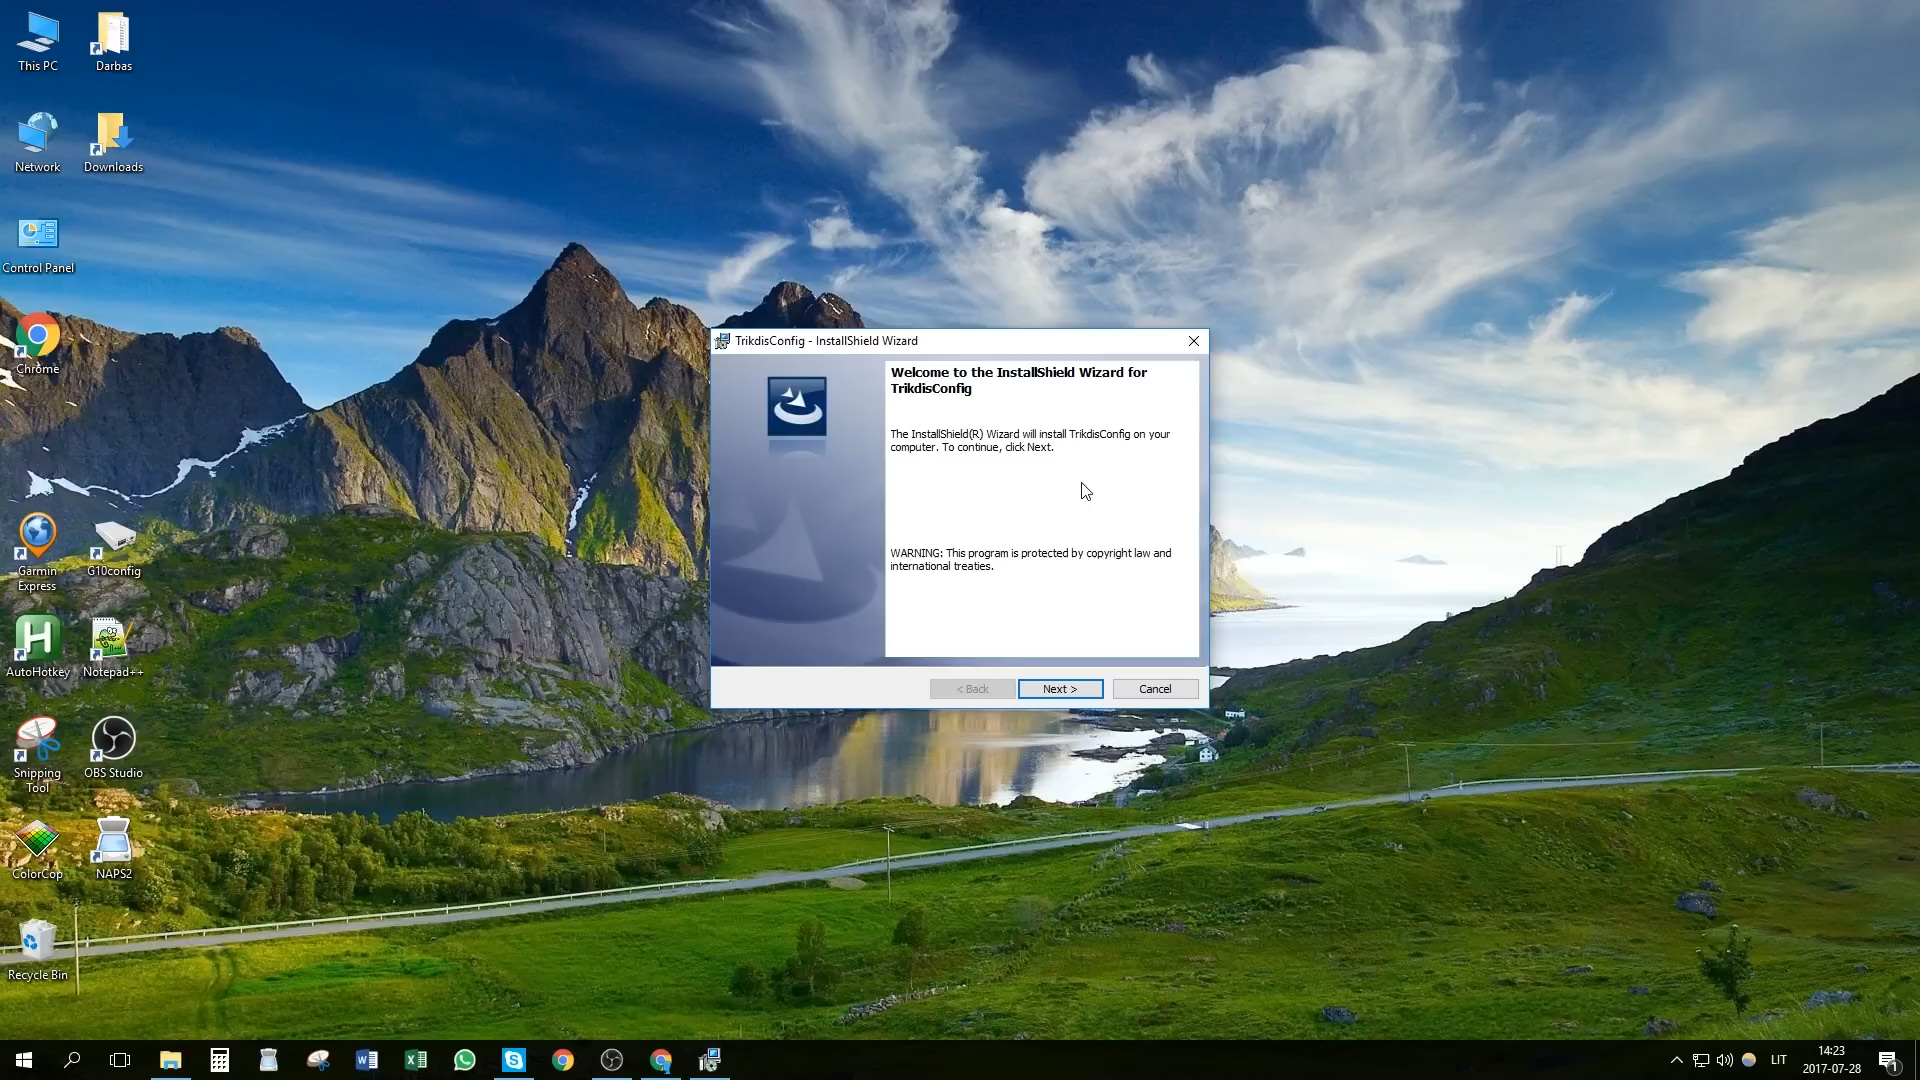 This PC
Darbas
Network
Downloads
Control Panel
Chrome
Garmin
Express
G10config
AutoHotkey
Notepad++
Snipping
Tool
OBS Studio
ColorCop
NAPS2
Recycle Bin
TrikdisConfig - InstallShield Wizard
Welcome to the InstallShield Wizard for
TrikdisConfig
The InstallShield(R) Wizard will install TrikdisConfig on your
computer. To continue, click Next.
WARNING: This program is protected by copyright law and
international treaties.
< Back
Next >
Cancel
LIT
14:23
2017-07-28
1